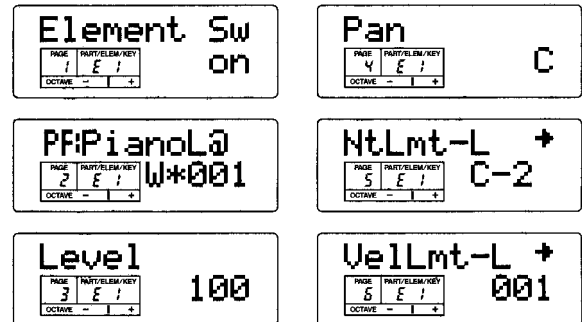 Element Sw
PAGE PART/ELEM/KEY
1 E 1 on
OCTAVE - +
PF:PianoL@
PAGE PART/ELEM/KEY
2 E 1 W*001
OCTAVE - +
Level
PAGE PART/ELEM/KEY
3 E 1 100
OCTAVE - +
Pan
PAGE PART/ELEM/KEY
4 E 1 C
OCTAVE - +
NtLmt-L →
PAGE PART/ELEM/KEY
5 E 1 C-2
OCTAVE - +
VelLmt-L →
PAGE PART/ELEM/KEY
6 E 1 001
OCTAVE - +